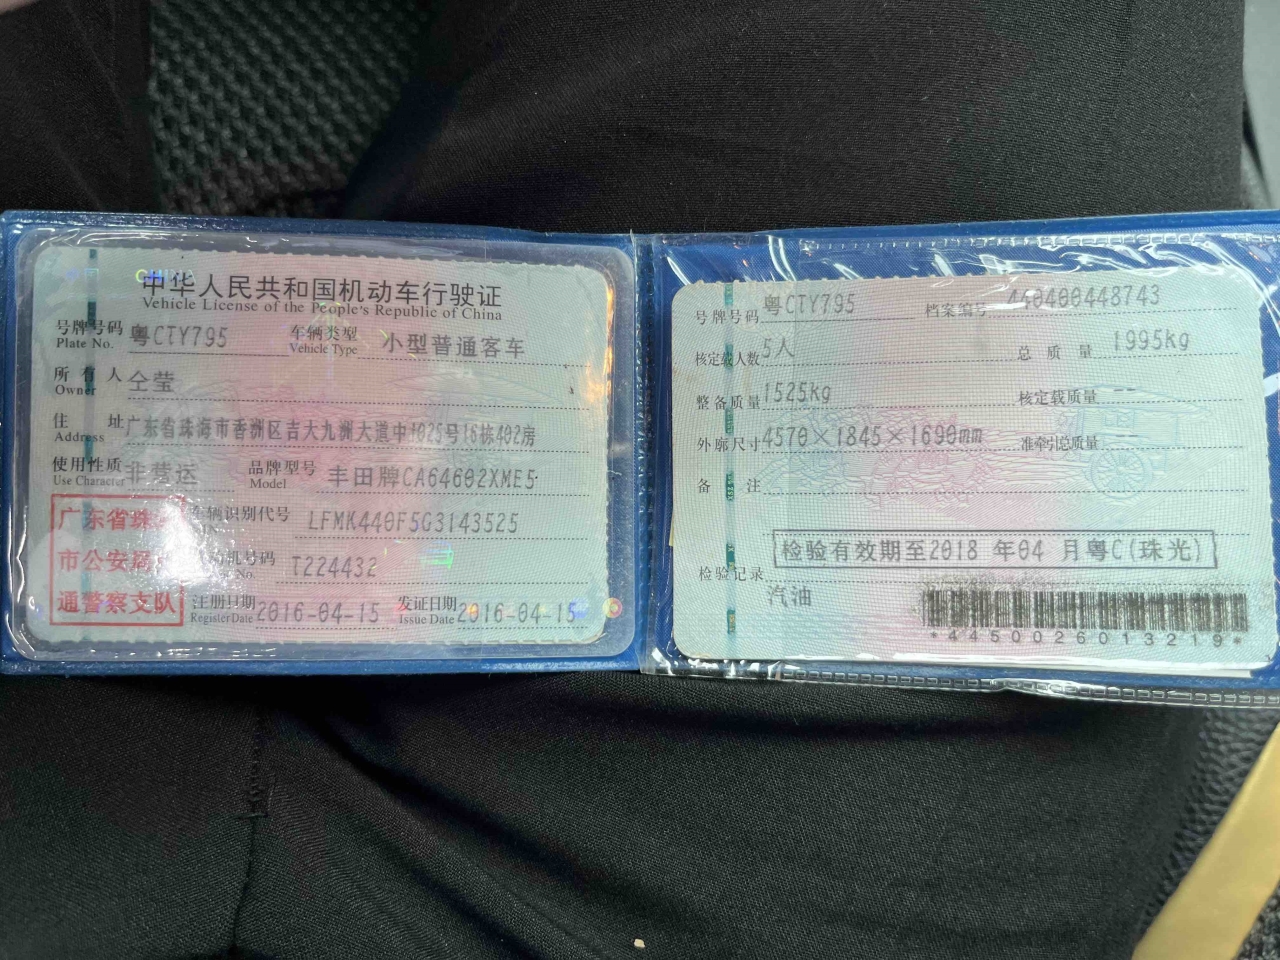 中华人民共和国机动车行驶证
Vehicle License of the People's Republic of China
号牌号码 粤CTY795 车辆类型 小型普通客车
Plate No. Vehicle Type
所有人 仝莹
Owner
住址 广东省珠海市香洲区吉大九洲大道中1025号16栋402房
Address
使用性质 非营运 品牌型号 丰田牌CA64602XME5
Use Character Model
车辆识别代号 LFMK440F5G3143525
号码 T224432
No.
注册日期 2016-04-15 发证日期 2016-04-15
Register Date Issue Date
广东省珠
市公安局
通警察支队
号牌号码 粤CTY795 档案编号 440400448743
核定载人数 5人 总质量 1995kg
整备质量 1525kg 核定载质量 --
外廓尺寸 4570×1845×1690mm 准牵引总质量 --
备注
检验有效期至2018 年04 月粤C(珠光)
检验记录
汽油
*4450026013219*